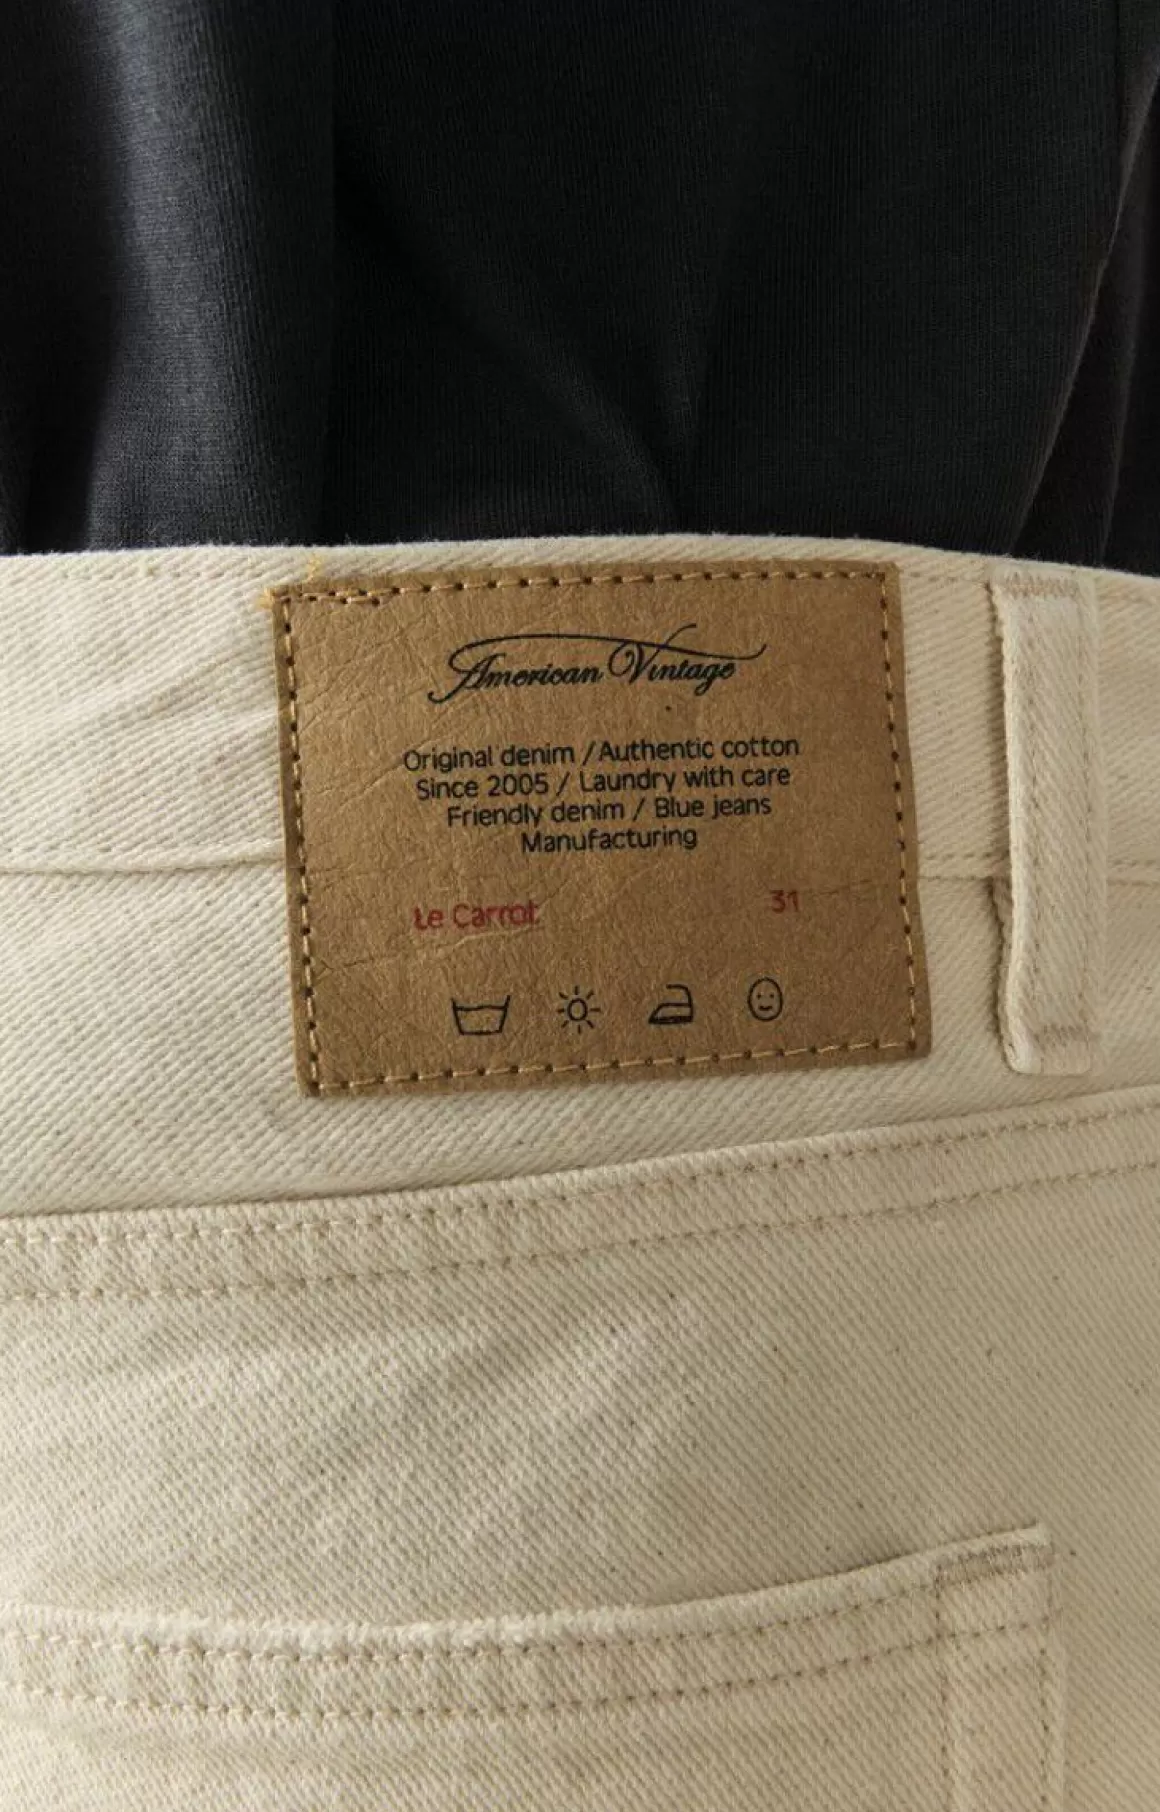 American Vintage
Original denim / Authentic cotton
Since 2005 / Laundry with care
Friendly denim / Blue jeans
Manufacturing
Le Carrot 31